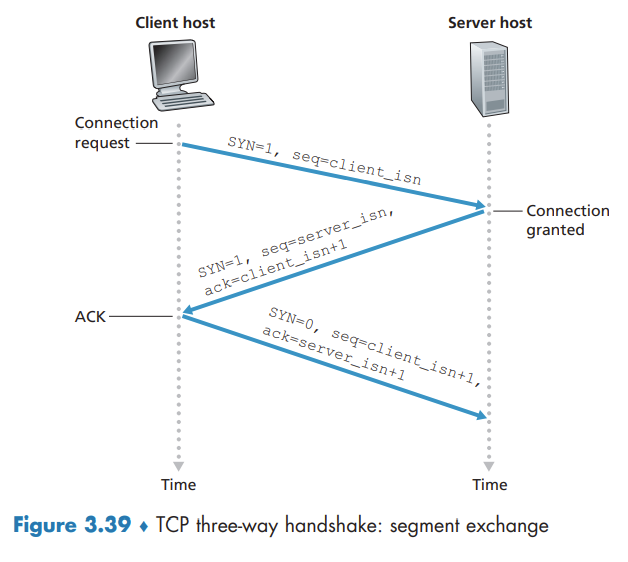 Client host
Server host
Connection
request
SYN=1, seq=client_isn
Connection
granted
SYN=1, seq=server_isn,
ack=client_isn+1
ACK
SYN=0, seq=client_isn+1,
ack=server_isn+1
Time
Time
Figure 3.39 ♦ TCP three-way handshake: segment exchange